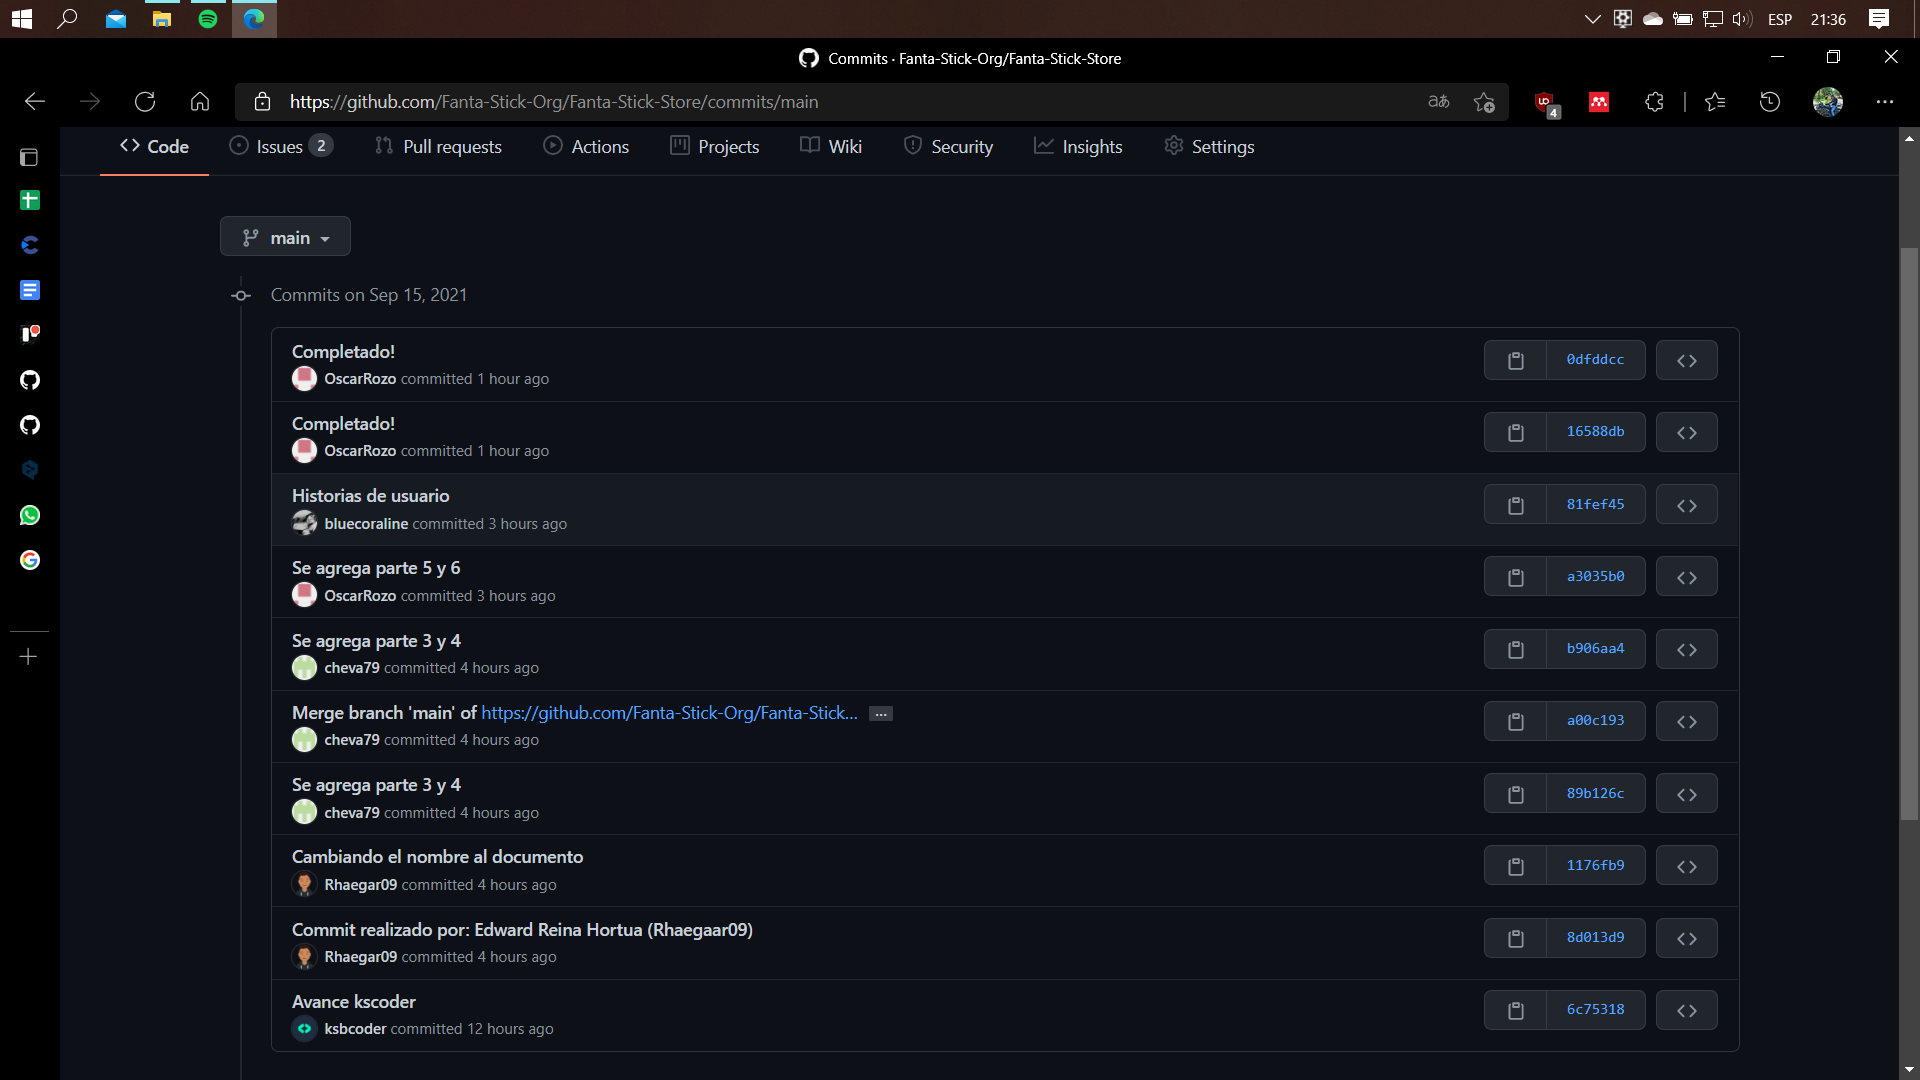 ESP 21:36
Commits · Fanta-Stick-Org/Fanta-Stick-Store
https://github.com/Fanta-Stick-Org/Fanta-Stick-Store/commits/main
aあ
UD
4
Code Issues 2 Pull requests Actions Projects Wiki Security Insights Settings
main
Commits on Sep 15, 2021
Completado!
OscarRozo committed 1 hour ago
0dfddcc
Completado!
OscarRozo committed 1 hour ago
16588db
Historias de usuario
bluecoraline committed 3 hours ago
81fef45
Se agrega parte 5 y 6
OscarRozo committed 3 hours ago
a3035b0
Se agrega parte 3 y 4
cheva79 committed 4 hours ago
b906aa4
Merge branch 'main' of https://github.com/Fanta-Stick-Org/Fanta-Stick... …
cheva79 committed 4 hours ago
a00c193
Se agrega parte 3 y 4
cheva79 committed 4 hours ago
89b126c
Cambiando el nombre al documento
Rhaegar09 committed 4 hours ago
1176fb9
Commit realizado por: Edward Reina Hortua (Rhaegaar09)
Rhaegar09 committed 4 hours ago
8d013d9
Avance kscoder
ksbcoder committed 12 hours ago
6c75318